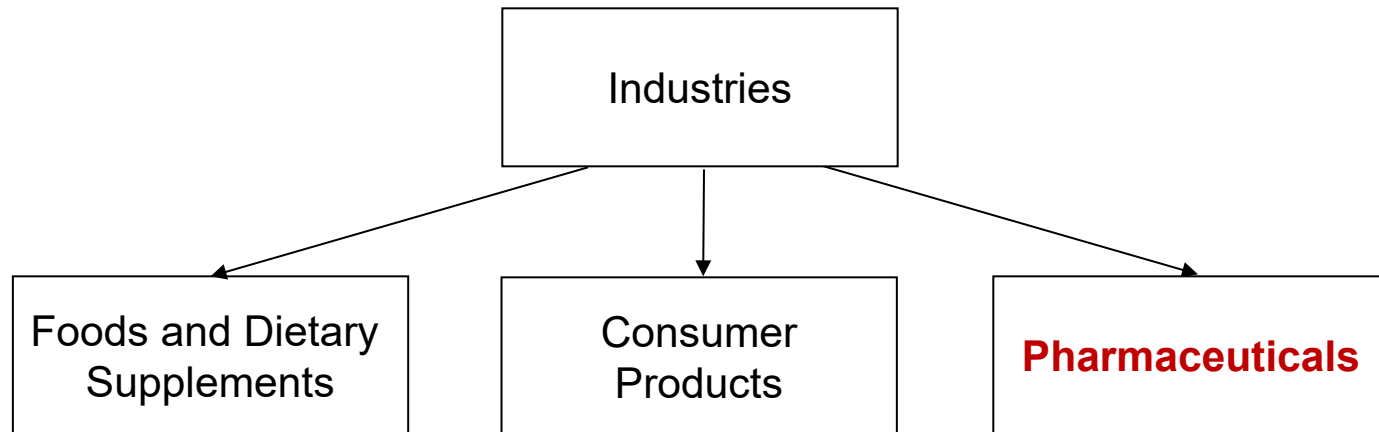 Industries
Foods and Dietary
Supplements
Consumer
Products
Pharmaceuticals